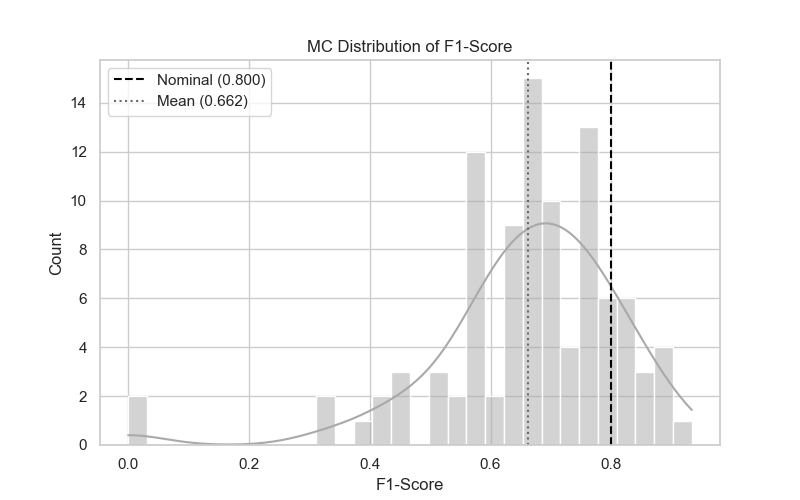 MC Distribution of F1-Score
Nominal (0.800)
Mean (0.662)
14
12
10
8
6
4
2
0
Count
0.0 0.2 0.4 0.6 0.8
F1-Score